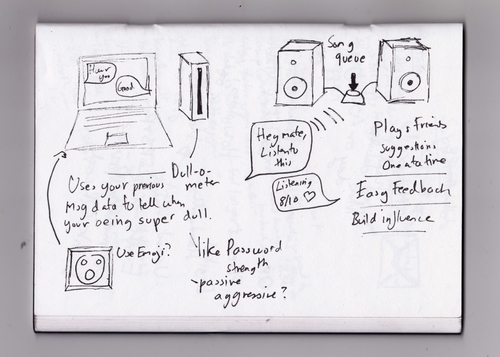 How r
you
Good.
Dull-o-
meter
Uses your previous
Msg data to tell when
your being super dull.
Use Emoji?
like Password
strength
passive
aggressive?
Song
queue
Hey mate,
Listen to
this
Listening
8/10 ♡
Plays friends
suggestions
One at a time
Easy Feedback
Build influence